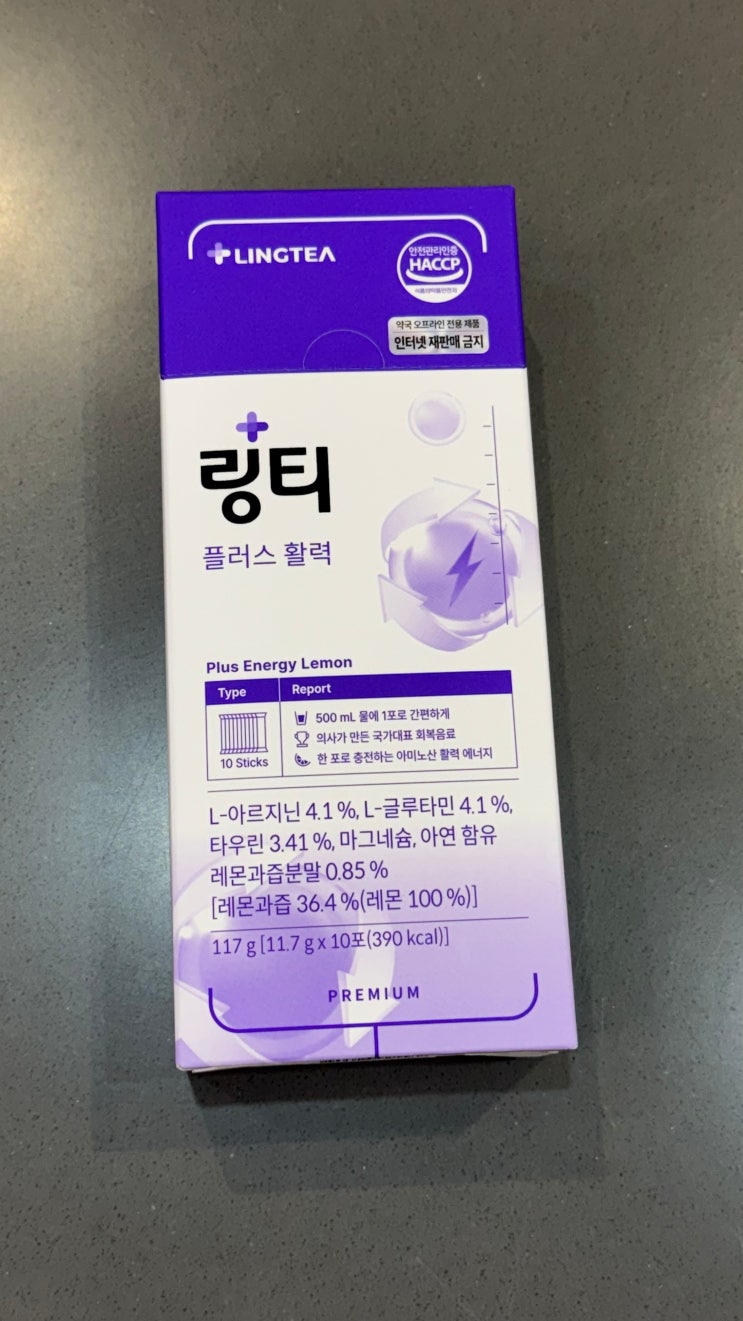 LINGTEA
안전관리인증
HACCP
식품의약품안전처
약국 오프라인 전용 제품
인터넷 재판매 금지
링티
플러스 활력
Plus Energy Lemon
Type
Report
10 Sticks
500 mL 물에 1포로 간편하게
의사가 만든 국가대표 회복음료
한 포로 충전하는 아미노산 활력 에너지
L-아르지닌 4.1 %, L-글루타민 4.1 %,
타우린 3.41 %, 마그네슘, 아연 함유
레몬과즙분말 0.85 %
[레몬과즙 36.4 %(레몬 100 %)]
117 g [11.7 g x 10포(390 kcal)]
PREMIUM